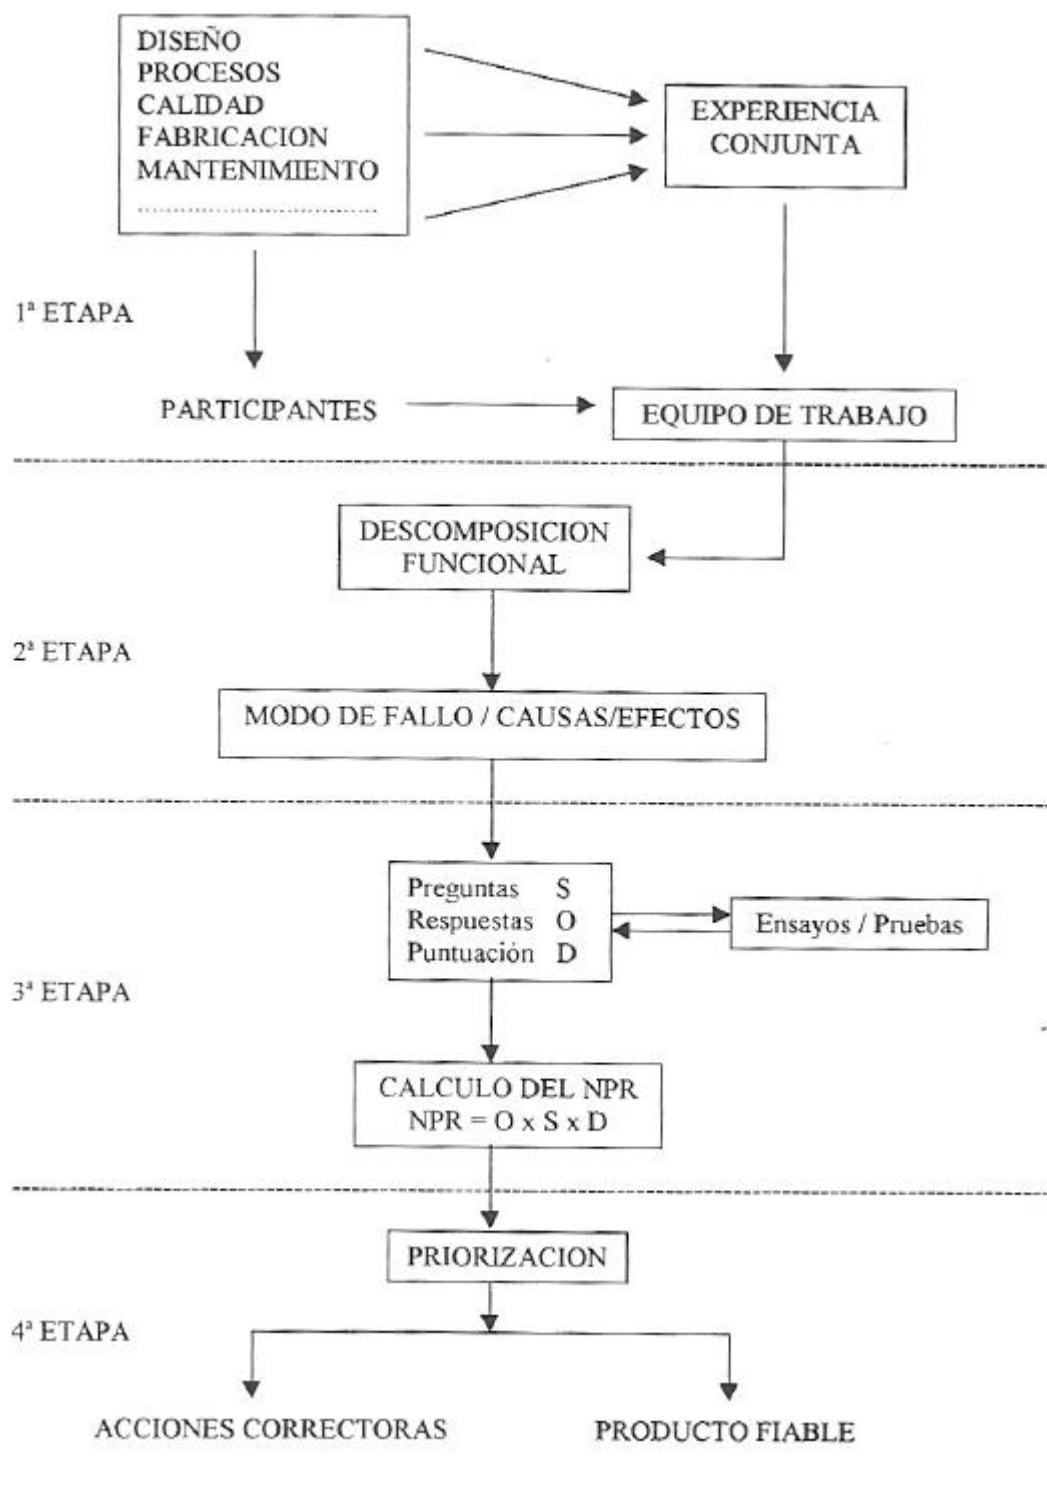 DISEÑO
PROCESOS
CALIDAD
FABRICACION
MANTENIMIENTO
...............................
EXPERIENCIA
CONJUNTA
1ª ETAPA
PARTICIPANTES
EQUIPO DE TRABAJO
DESCOMPOSICION
FUNCIONAL
2ª ETAPA
MODO DE FALLO / CAUSAS/EFECTOS
Preguntas S
Respuestas O
Puntuación D
Ensayos / Pruebas
3ª ETAPA
CALCULO DEL NPR
NPR = O x S x D
PRIORIZACION
4ª ETAPA
ACCIONES CORRECTORAS
PRODUCTO FIABLE